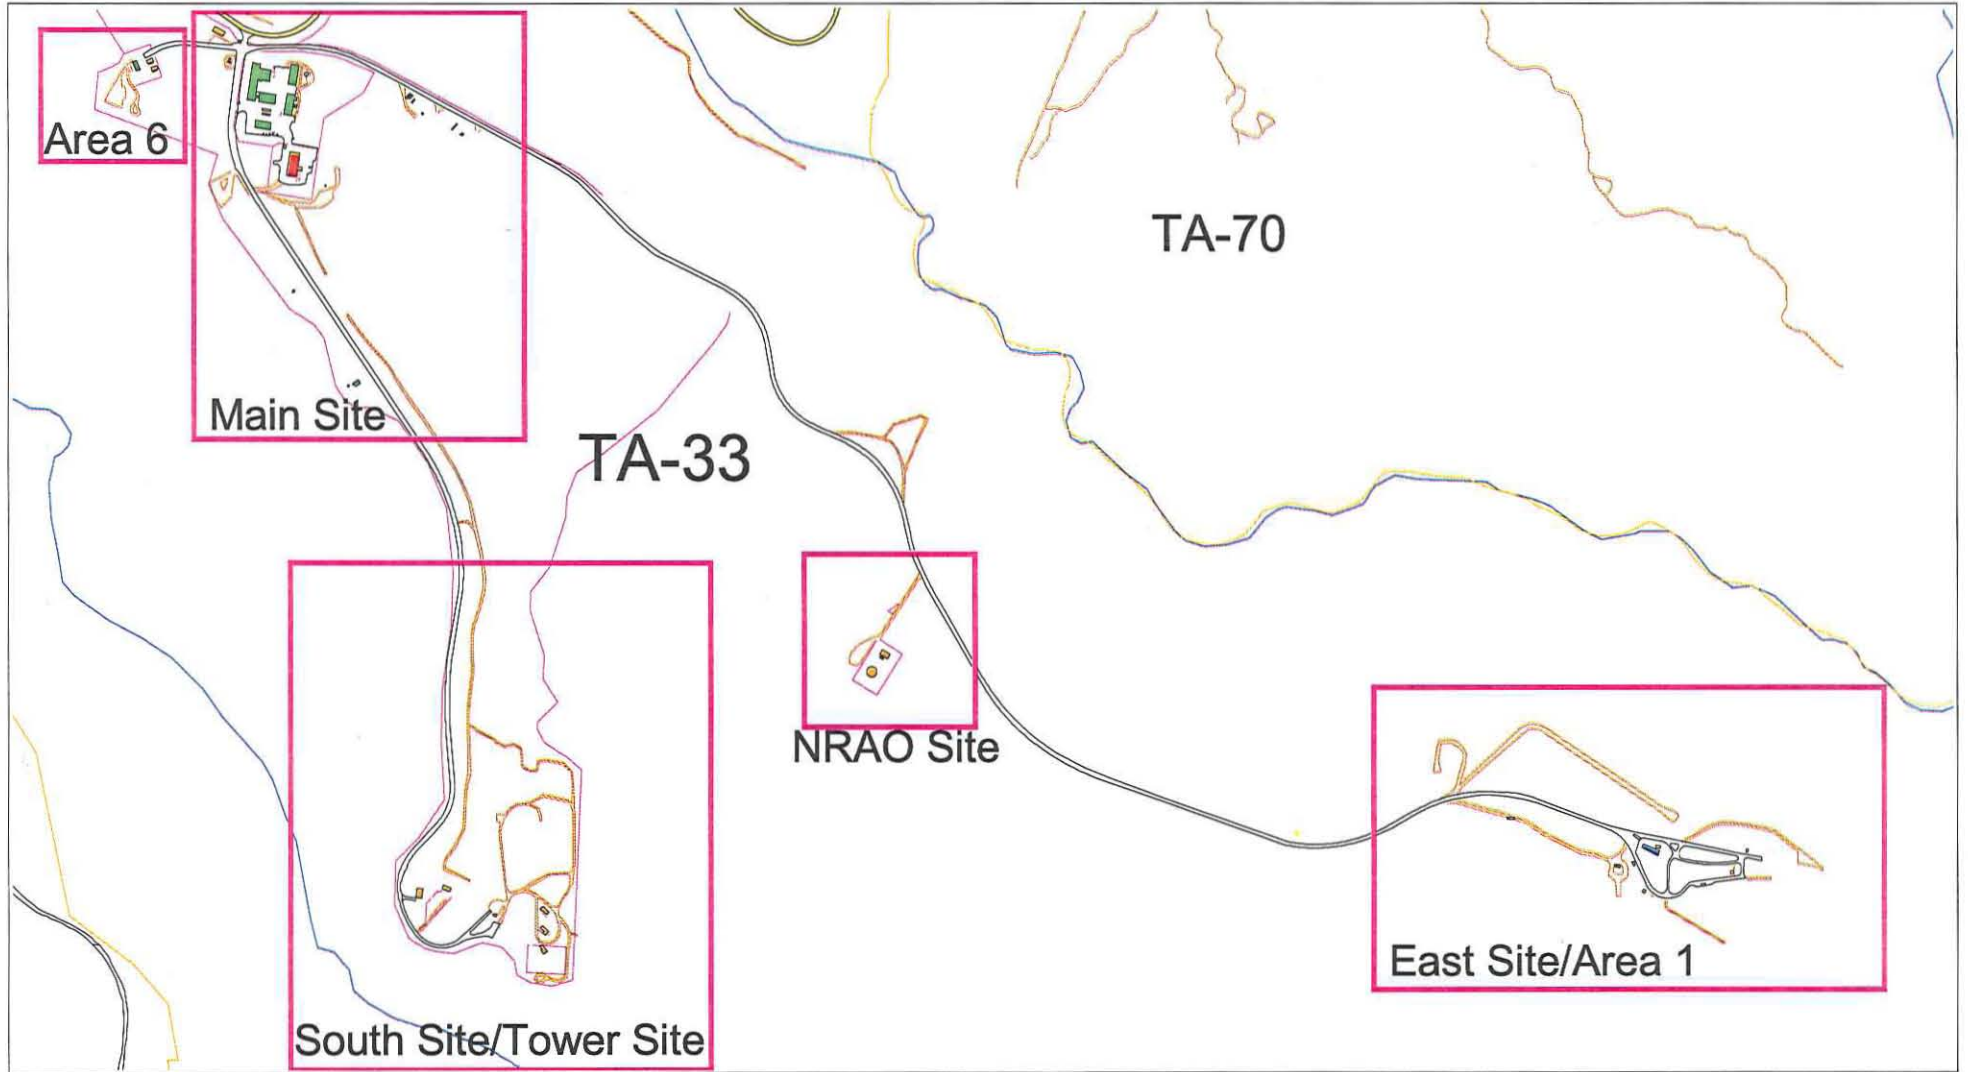 Area 6
TA-70
Main Site
TA-33
NRAO Site
East Site/Area 1
South Site/Tower Site